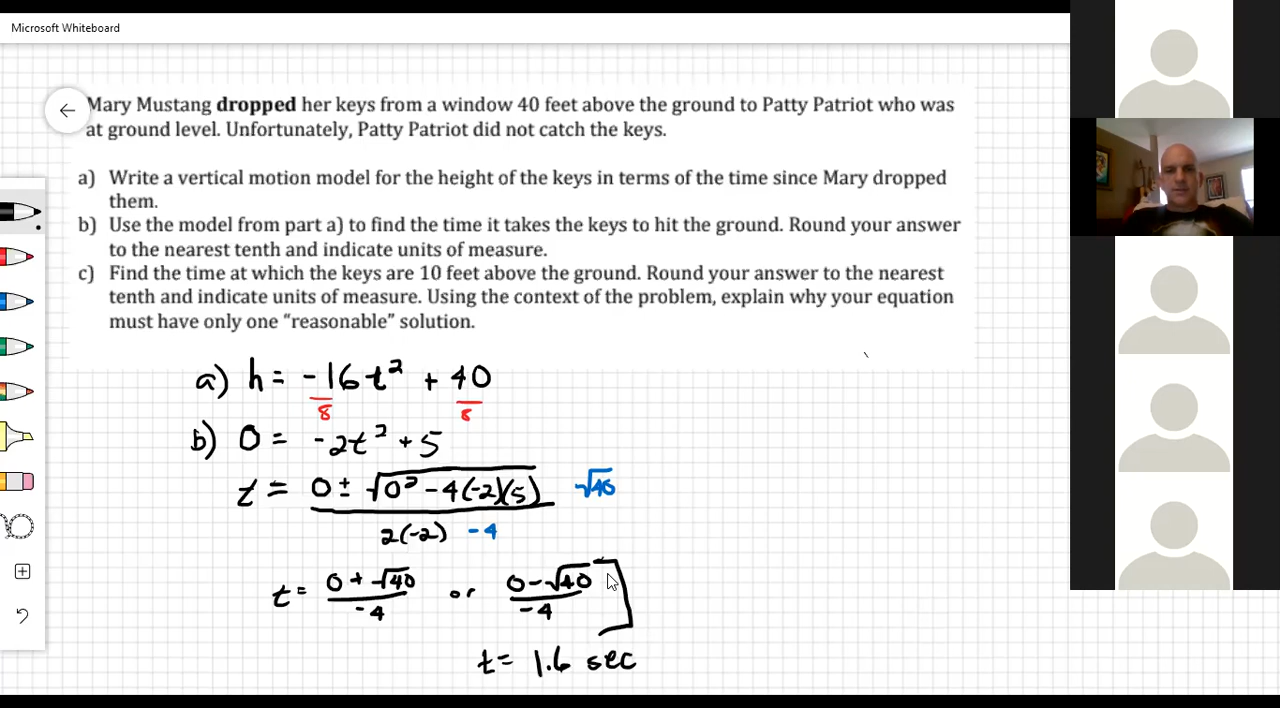 Microsoft Whiteboard
Mary Mustang dropped her keys from a window 40 feet above the ground to Patty Patriot who was
at ground level. Unfortunately, Patty Patriot did not catch the keys.
a) Write a vertical motion model for the height of the keys in terms of the time since Mary dropped
them.
b) Use the model from part a) to find the time it takes the keys to hit the ground. Round your answer
to the nearest tenth and indicate units of measure.
c) Find the time at which the keys are 10 feet above the ground. Round your answer to the nearest
tenth and indicate units of measure. Using the context of the problem, explain why your equation
must have only one “reasonable” solution.
a) h = -16t² + 40
8 8
b) 0 = -2t² + 5
t = 0 ± √0² - 4(-2)(5) √40
2(-2) -4
t = 0 + √40 or 0 - √40
-4 -4
t = 1.6 sec